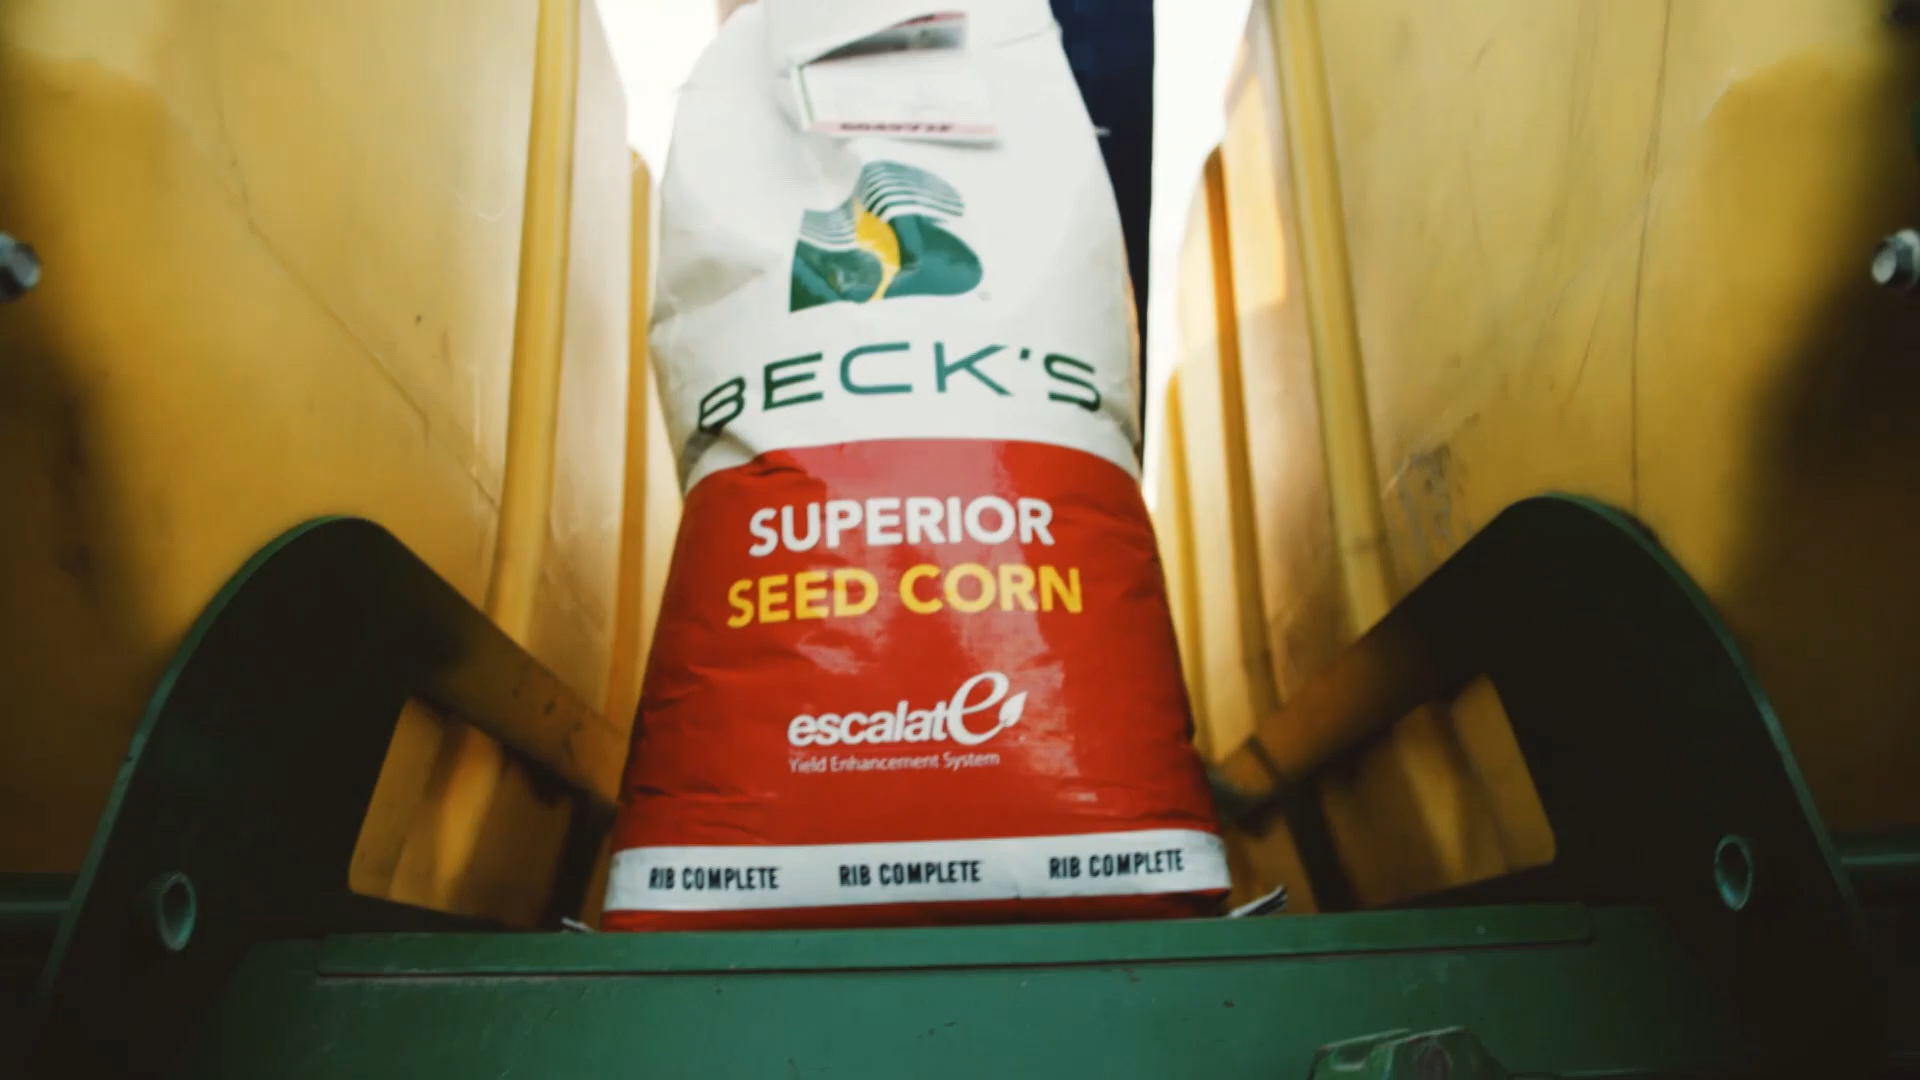 BECK'S
SUPERIOR
SEED CORN
escalate
Yield Enhancement System
RIB COMPLETE RIB COMPLETE RIB COMPLETE